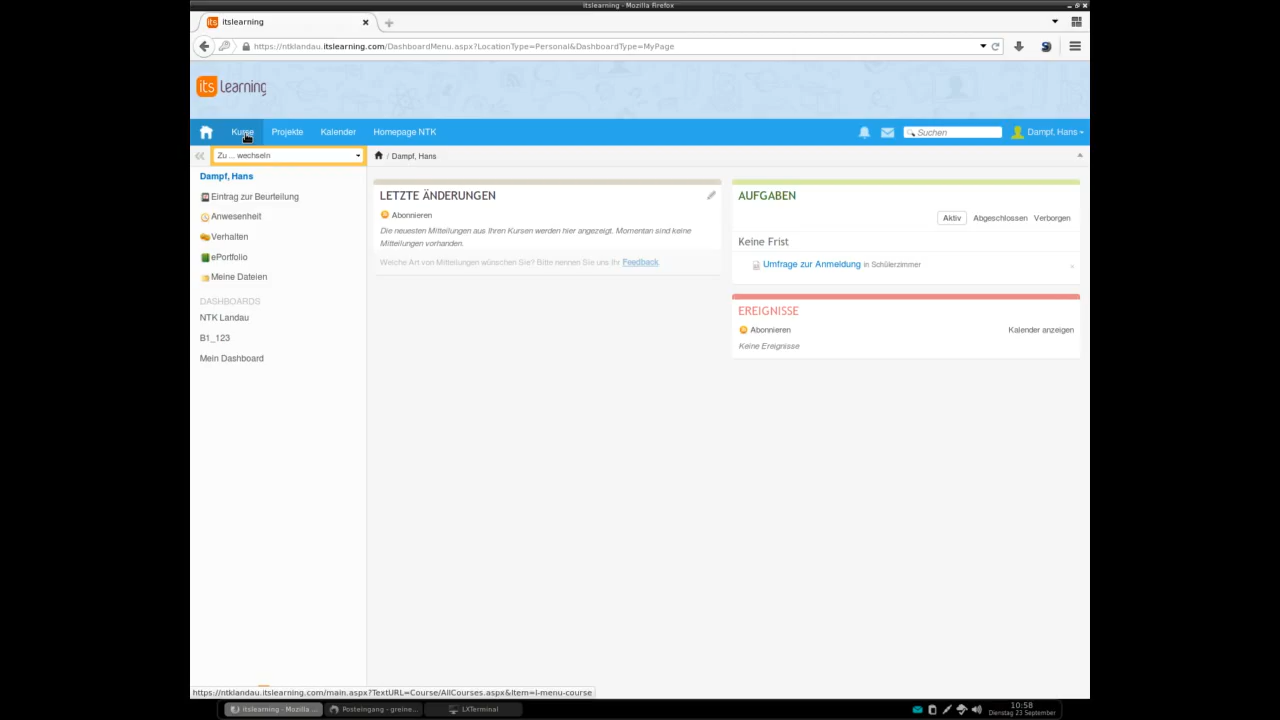 itslearning - Mozilla Firefox
itslearning
https://ntklandau.itslearning.com/DashboardMenu.aspx?LocationType=Personal&DashboardType=MyPage
its learning
Kurse Projekte Kalender Homepage NTK Suchen Dampf, Hans
Zu ... wechseln / Dampf, Hans
Dampf, Hans
Eintrag zur Beurteilung
Anwesenheit
Verhalten
ePortfolio
Meine Dateien
DASHBOARDS
NTK Landau
B1_123
Mein Dashboard
LETZTE ÄNDERUNGEN
Abonnieren
Die neuesten Mitteilungen aus Ihren Kursen werden hier angezeigt. Momentan sind keine
Mitteilungen vorhanden.
Welche Art von Mitteilungen wünschen Sie? Bitte nennen Sie uns Ihr Feedback.
AUFGABEN
Aktiv Abgeschlossen Verborgen
Keine Frist
Umfrage zur Anmeldung in Schülerzimmer
EREIGNISSE
Abonnieren Kalender anzeigen
Keine Ereignisse
https://ntklandau.itslearning.com/main.aspx?TextURL=Course/AllCourses.aspx&Item=l-menu-course
itslearning - Mozilla ... Posteingang - greine... LXTerminal
10:58
Dienstag 23 September